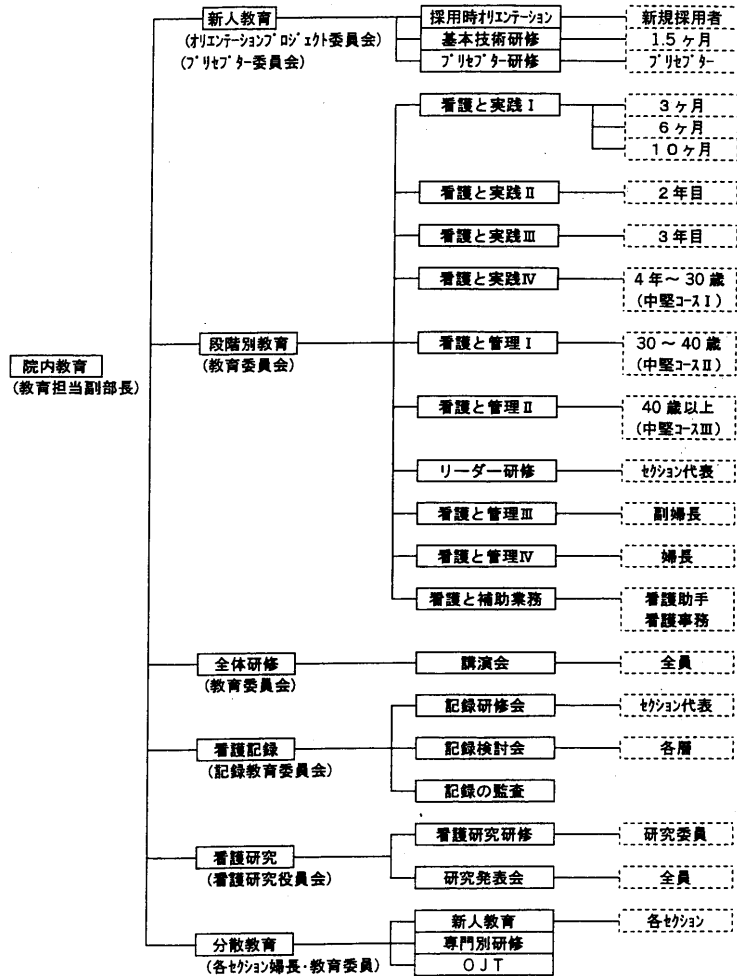 院内教育
(教育担当副部長)
新人教育
(オリエンテーションプロジェクト委員会)
(プリセプター委員会)
採用時オリエンテーション
新規採用者
基本技術研修
1.5ヶ月
プリセプター研修
プリセプター
段階別教育
(教育委員会)
看護と実践Ⅰ
3ヶ月
6ヶ月
10ヶ月
看護と実践Ⅱ
2年目
看護と実践Ⅲ
3年目
看護と実践Ⅳ
4年～30歳
(中堅コースⅠ)
看護と管理Ⅰ
30～40歳
(中堅コースⅡ)
看護と管理Ⅱ
40歳以上
(中堅コースⅢ)
リーダー研修
セクション代表
看護と管理Ⅲ
副婦長
看護と管理Ⅳ
婦長
看護と補助業務
看護助手
看護事務
全体研修
(教育委員会)
講演会
全員
看護記録
(記録教育委員会)
記録研修会
セクション代表
記録検討会
各層
記録の監査
看護研究
(看護研究役員会)
看護研究研修
研究委員
研究発表会
全員
分散教育
(各セクション婦長・教育委員)
新人教育
各セクション
専門別研修
OJT